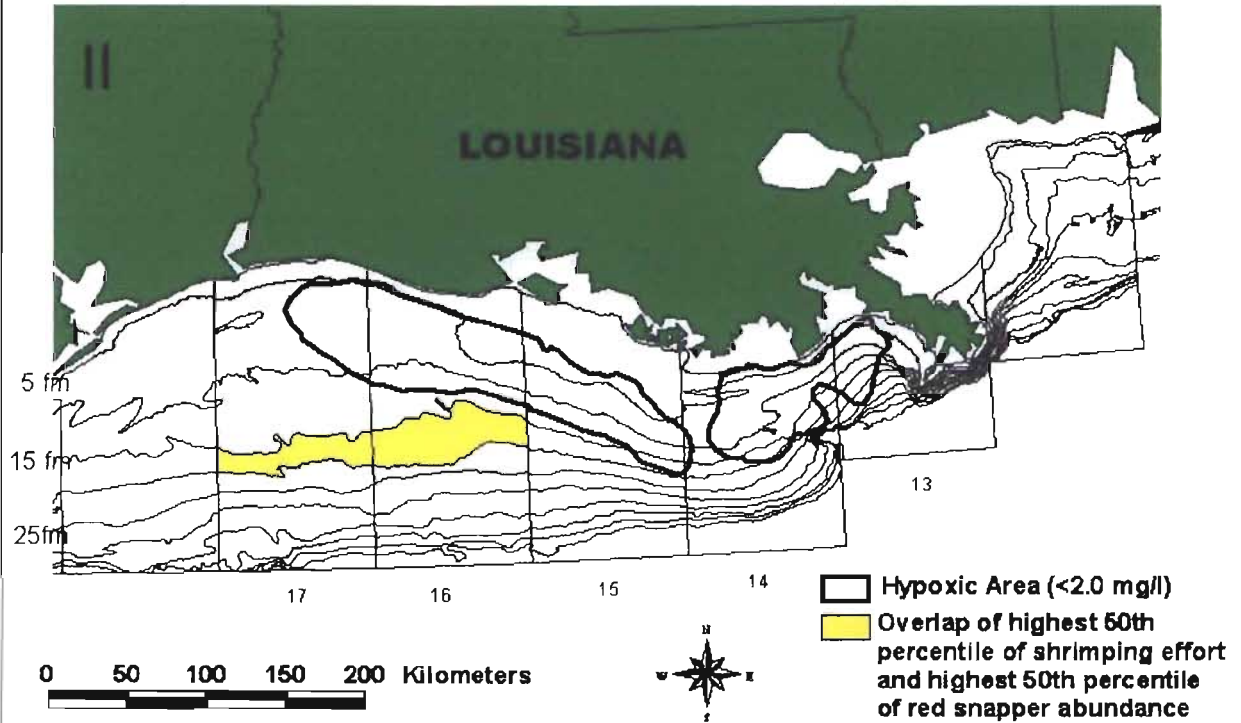 II
LOUISIANA
5 fm
15 fm
25fm
13
14
15
16
17
Hypoxic Area (<2.0 mg/l)
Overlap of highest 50th
percentile of shrimping effort
and highest 50th percentile
of red snapper abundance
0 50 100 150 200 Kilometers
N
W E
S